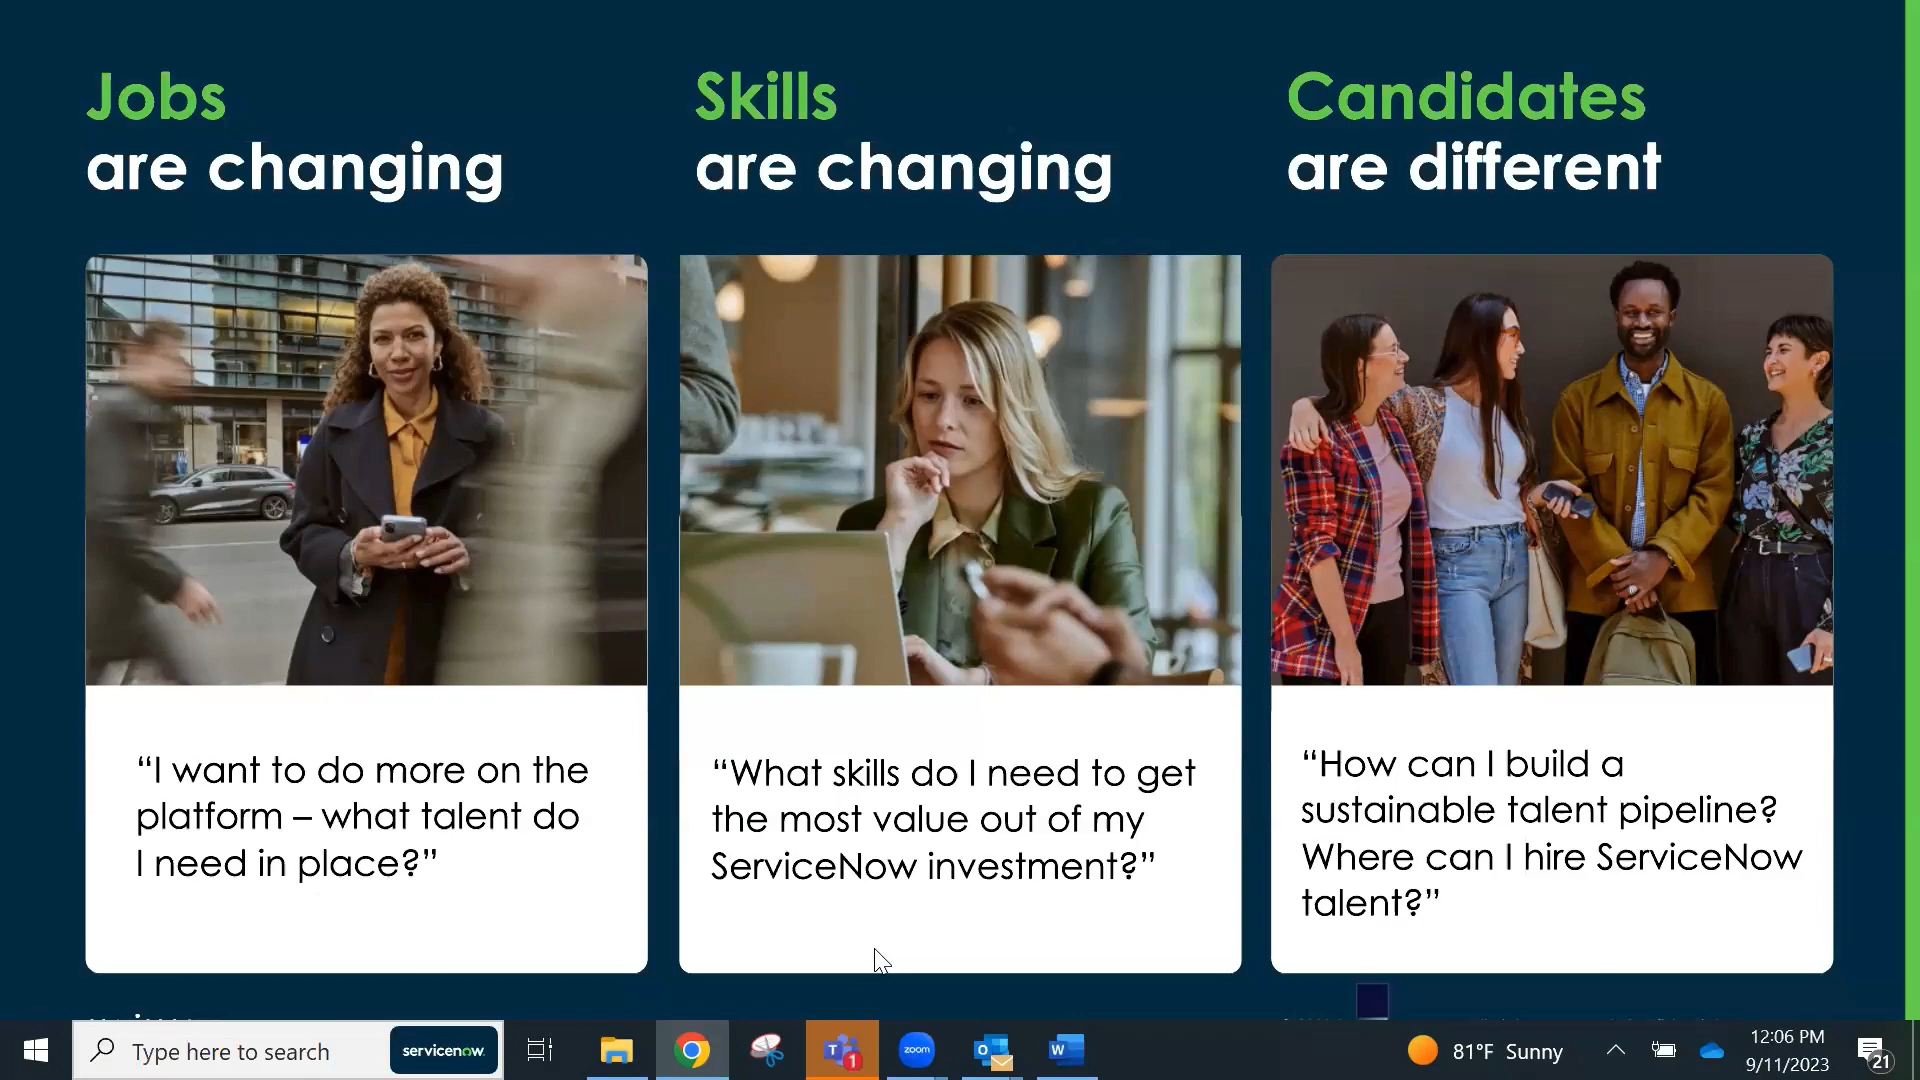 Jobs
are changing
Skills
are changing
Candidates
are different
“I want to do more on the
platform – what talent do
I need in place?”
“What skills do I need to get
the most value out of my
ServiceNow investment?”
“How can I build a
sustainable talent pipeline?
Where can I hire ServiceNow
talent?”
Type here to search
servicenow.
T
1
zoom
W
81°F Sunny
12:06 PM
9/11/2023
21